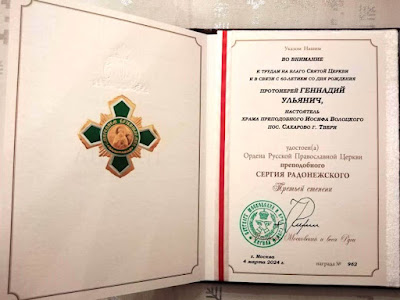 Указом Нашим
ВО ВНИМАНИЕ
К ТРУДАМ НА БЛАГО СВЯТОЙ ЦЕРКВИ
И В СВЯЗИ С 60-ЛЕТИЕМ СО ДНЯ РОЖДЕНИЯ
ПРОТОИЕРЕЙ ГЕННАДИЙ
УЛЬЯНИЧ,
НАСТОЯТЕЛЬ
ХРАМА ПРЕПОДОБНОГО ИОСИФА ВОЛОЦКОГО
ПОС. САХАРОВО Г. ТВЕРИ
удостоен(а)
Ордена Русской Православной Церкви
преподобного
СЕРГИЯ РАДОНЕЖСКОГО
Третьей степени
Московский и всея Руси
г. Москва
4 марта 2024 г.
награда № 962